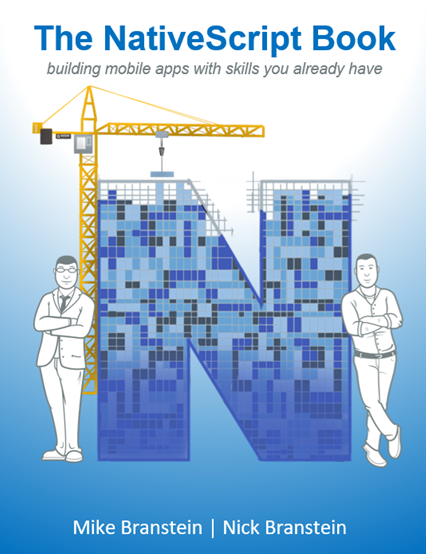 The NativeScript Book
building mobile apps with skills you already have
Mike Branstein | Nick Branstein